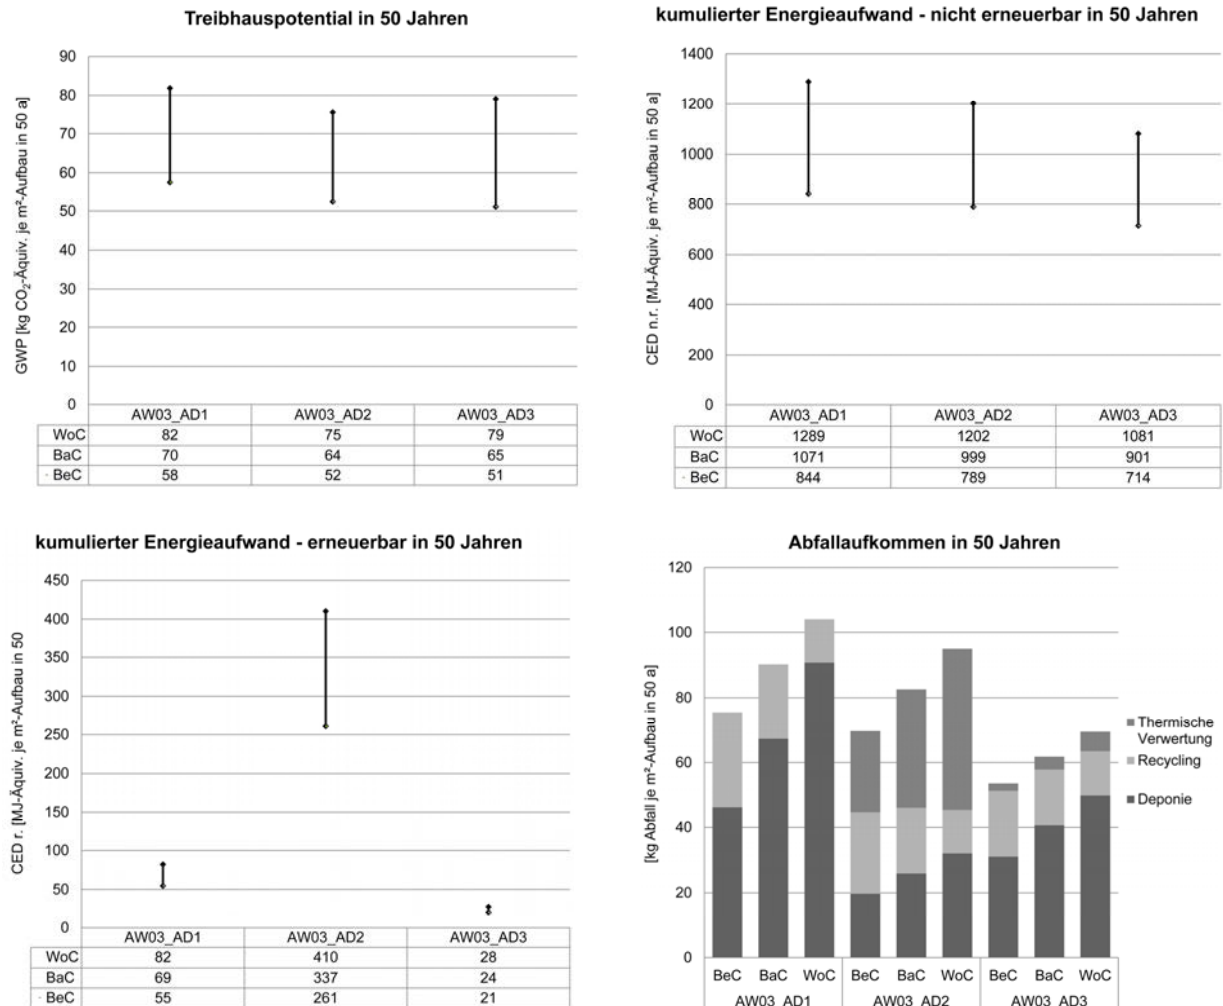 Treibhauspotential in 50 Jahren
GWP [kg CO₂-Äquiv. je m²-Aufbau in 50 a]
90
80
70
60
50
40
30
20
10
0
AW03_AD1 AW03_AD2 AW03_AD3
WoC 82 75 79
BaC 70 64 65
BeC 58 52 51
kumulierter Energieaufwand - nicht erneuerbar in 50 Jahren
CED n.r. [MJ-Äquiv. je m²-Aufbau in 50 a]
1400
1200
1000
800
600
400
200
0
AW03_AD1 AW03_AD2 AW03_AD3
WoC 1289 1202 1081
BaC 1071 999 901
BeC 844 789 714
kumulierter Energieaufwand - erneuerbar in 50 Jahren
CED r. [MJ-Äquiv. je m²-Aufbau in 50
450
400
350
300
250
200
150
100
50
0
AW03_AD1 AW03_AD2 AW03_AD3
WoC 82 410 28
BaC 69 337 24
BeC 55 261 21
Abfallaufkommen in 50 Jahren
[kg Abfall je m²-Aufbau in 50 a]
120
100
80
60
40
20
0
BeC BaC WoC BeC BaC WoC BeC BaC WoC
AW03_AD1 AW03_AD2 AW03_AD3
Thermische
Verwertung
Recycling
Deponie